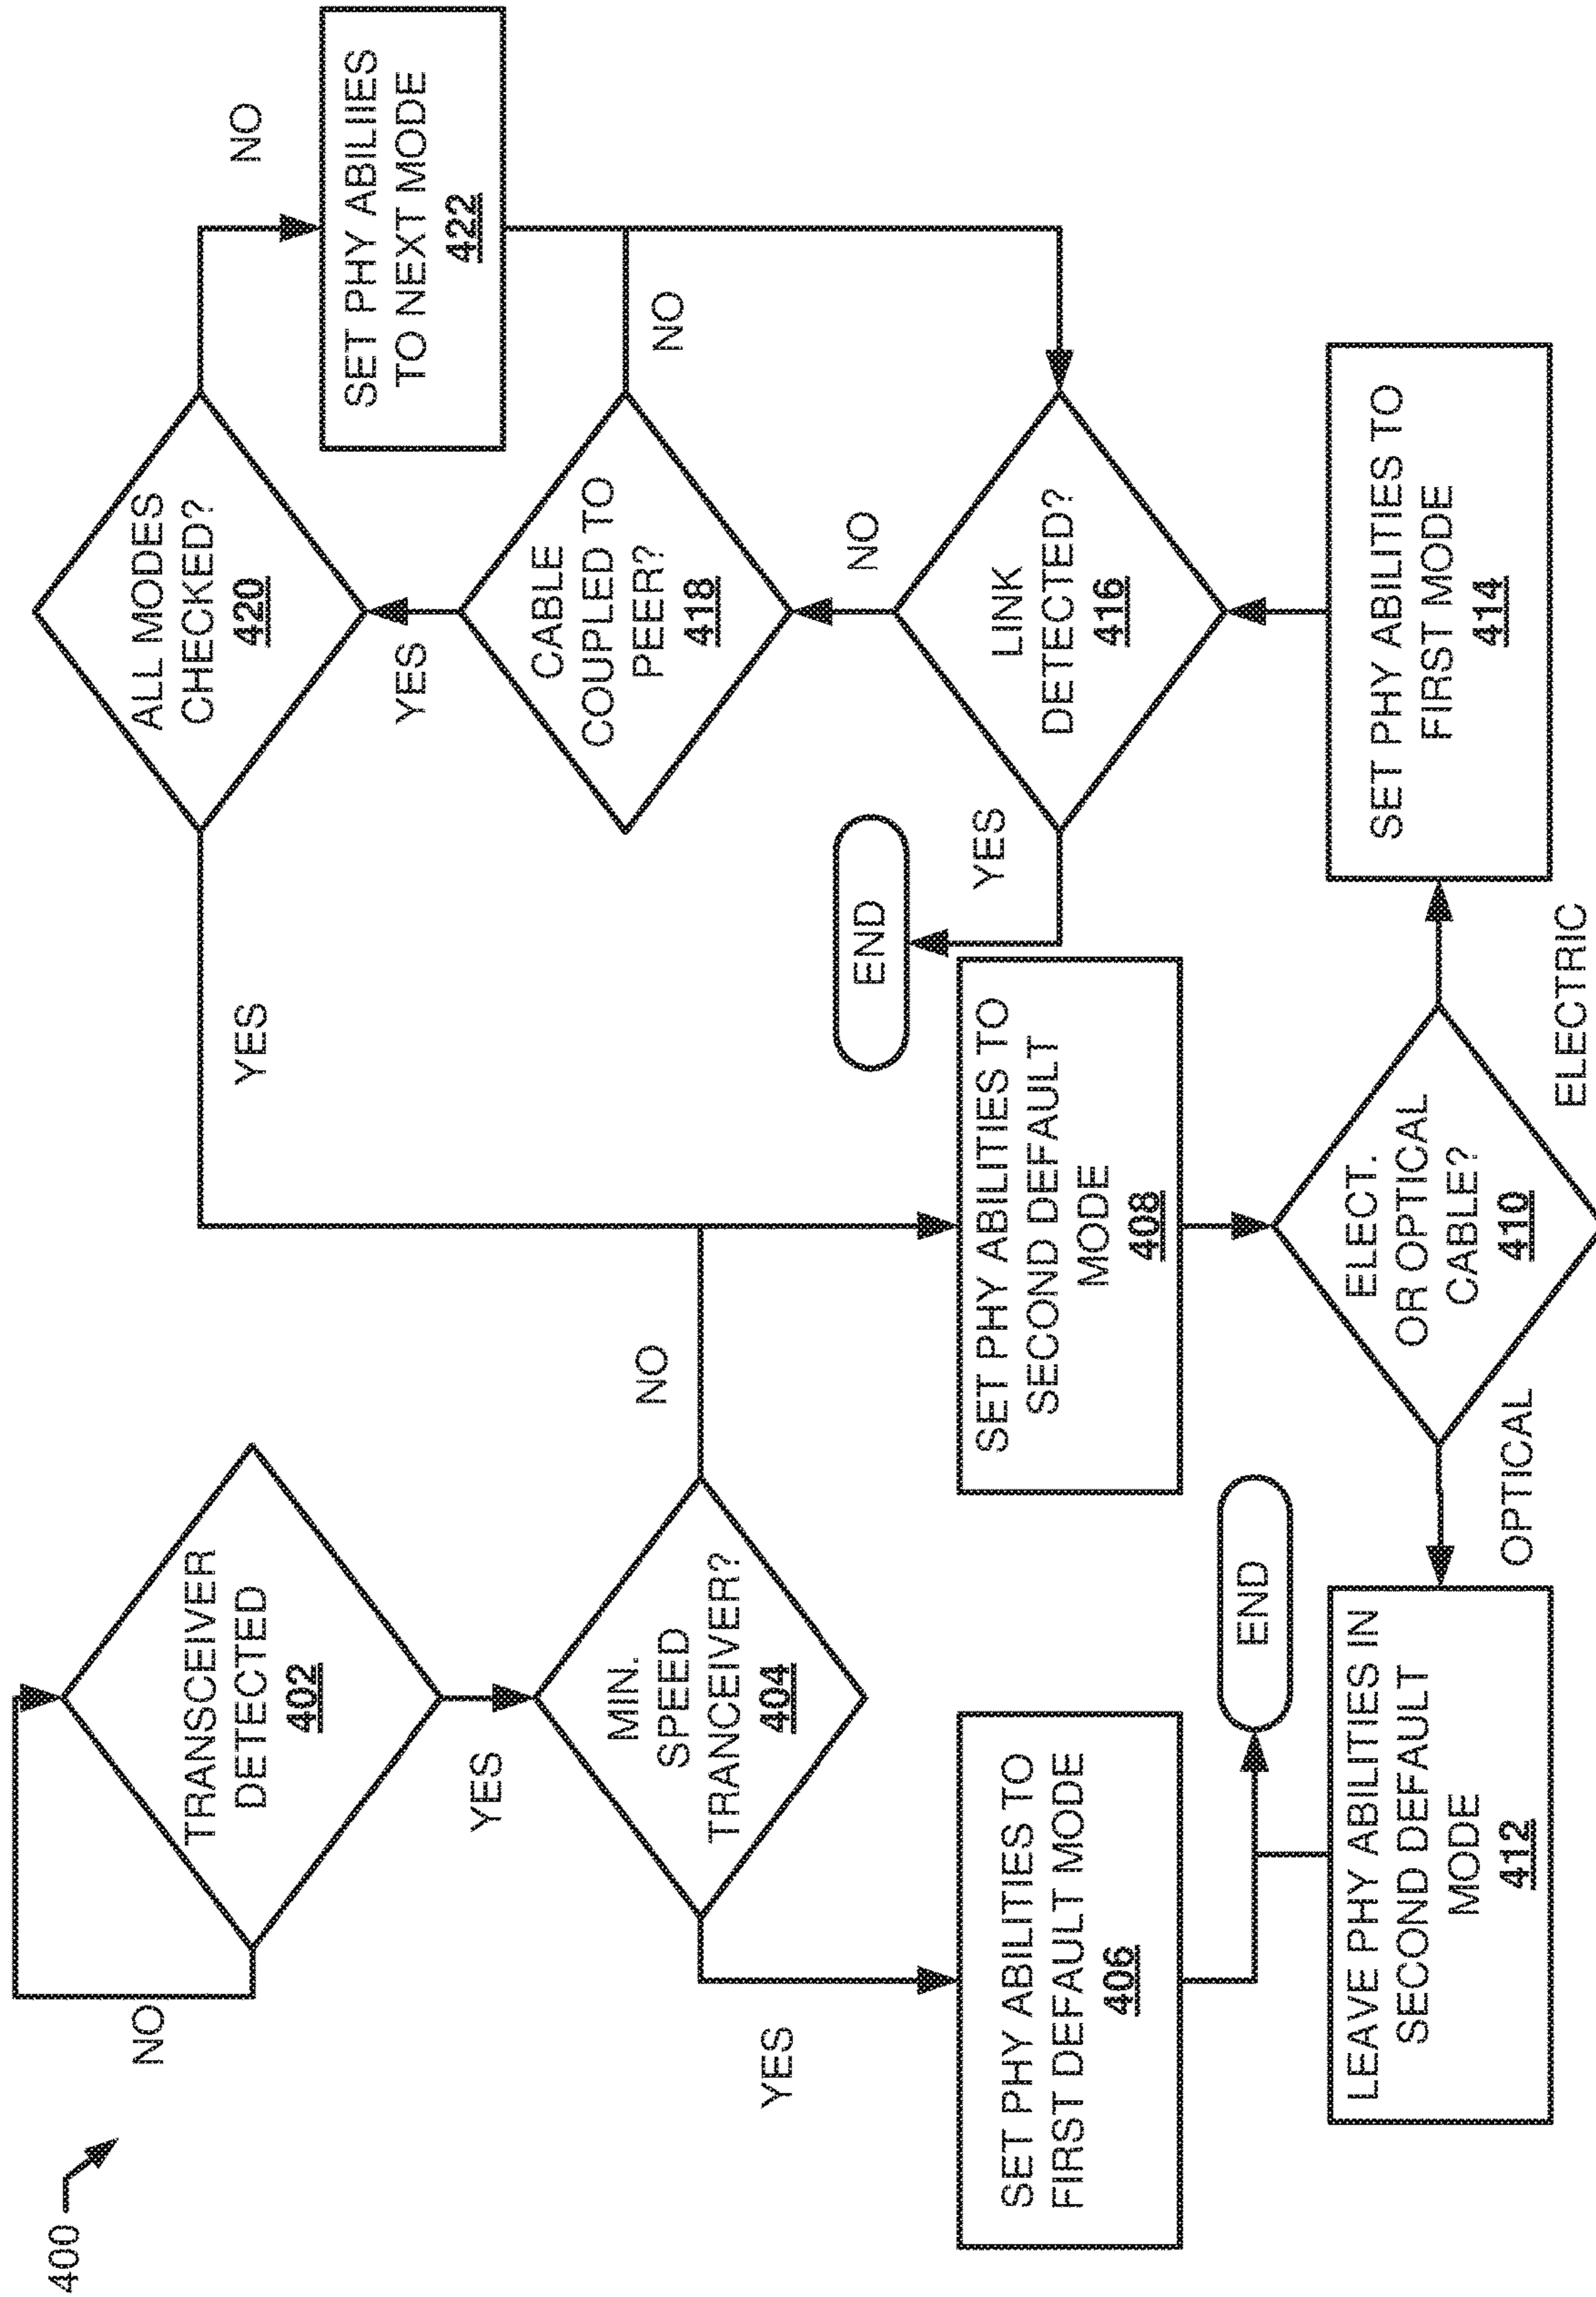 400
NO
TRANSCEIVER
DETECTED
402
YES
MIN.
SPEED
TRANCEIVER?
404
YES
NO
SET PHY ABILITIES TO
FIRST DEFAULT MODE
406
SET PHY ABILITIES TO
SECOND DEFAULT
MODE
408
END
ELECT.
OR OPTICAL
CABLE?
410
OPTICAL
ELECTRIC
LEAVE PHY ABILITIES IN
SECOND DEFAULT
MODE
412
SET PHY ABILITIES TO
FIRST MODE
414
LINK
DETECTED?
416
YES
END
NO
CABLE
COUPLED TO
PEER?
418
NO
YES
ALL MODES
CHECKED?
420
YES
NO
SET PHY ABILIIES
TO NEXT MODE
422